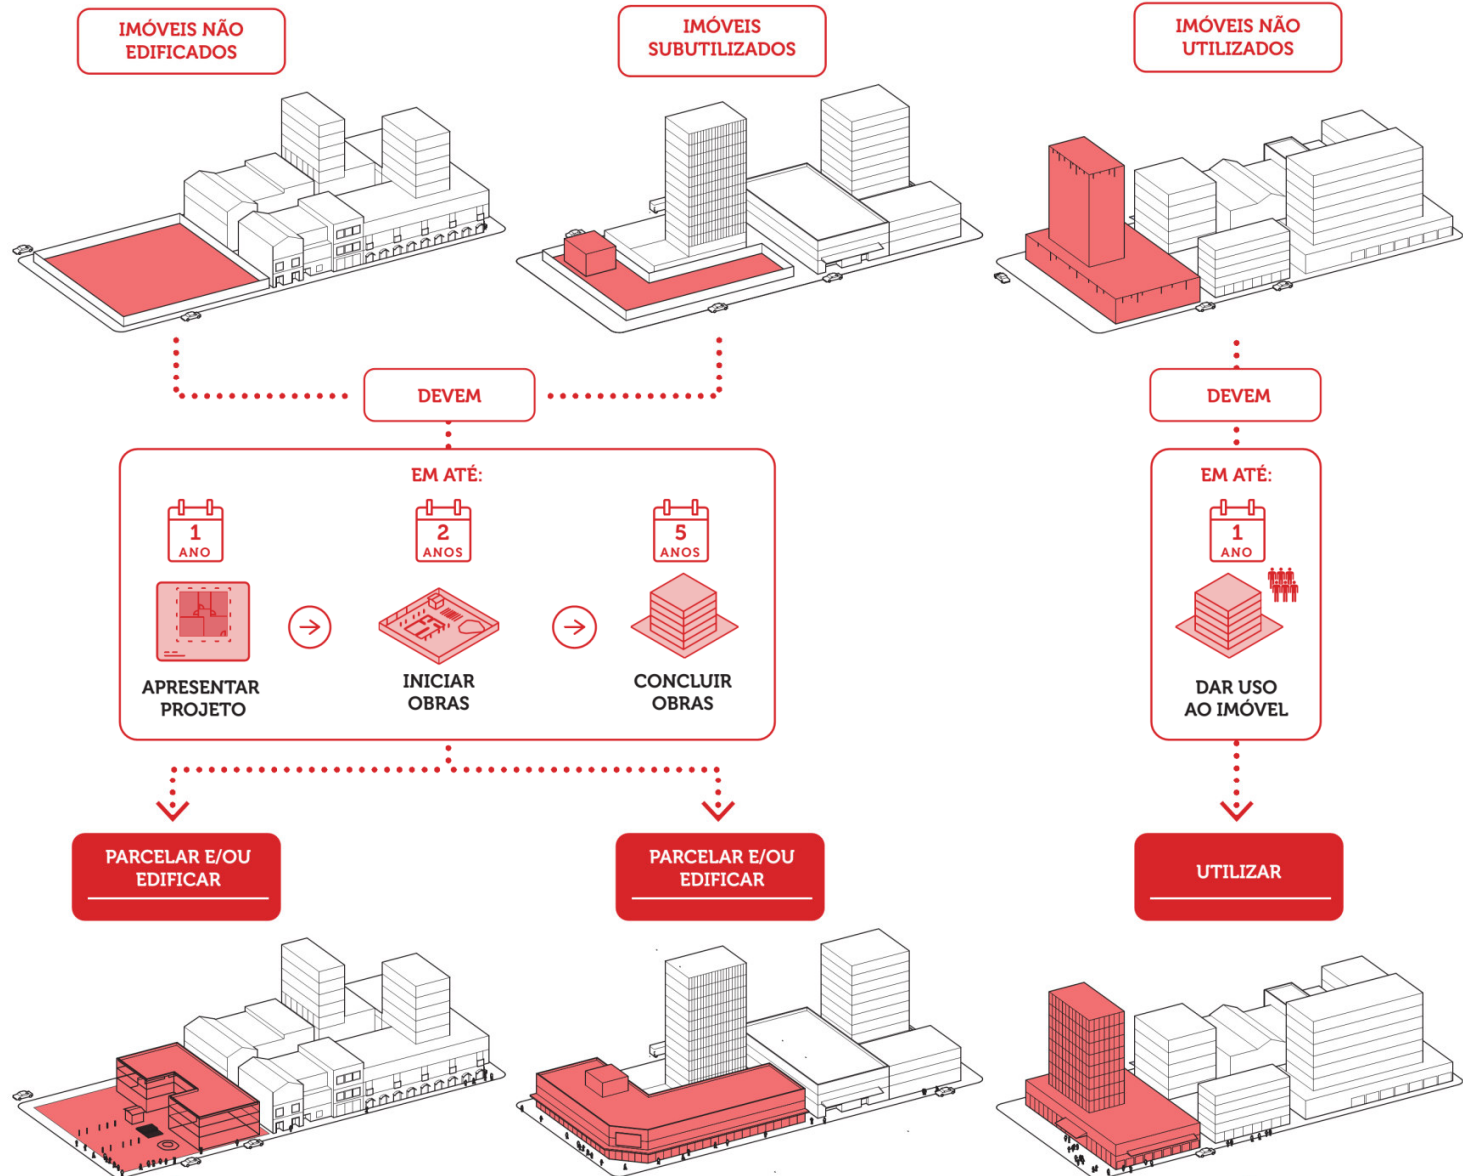 IMÓVEIS NÃO
EDIFICADOS
IMÓVEIS
SUBUTILIZADOS
IMÓVEIS NÃO
UTILIZADOS
DEVEM
DEVEM
EM ATÉ:
1
ANO
2
ANOS
5
ANOS
APRESENTAR
PROJETO
INICIAR
OBRAS
CONCLUIR
OBRAS
EM ATÉ:
1
ANO
DAR USO
AO IMÓVEL
PARCELAR E/OU
EDIFICAR
PARCELAR E/OU
EDIFICAR
UTILIZAR